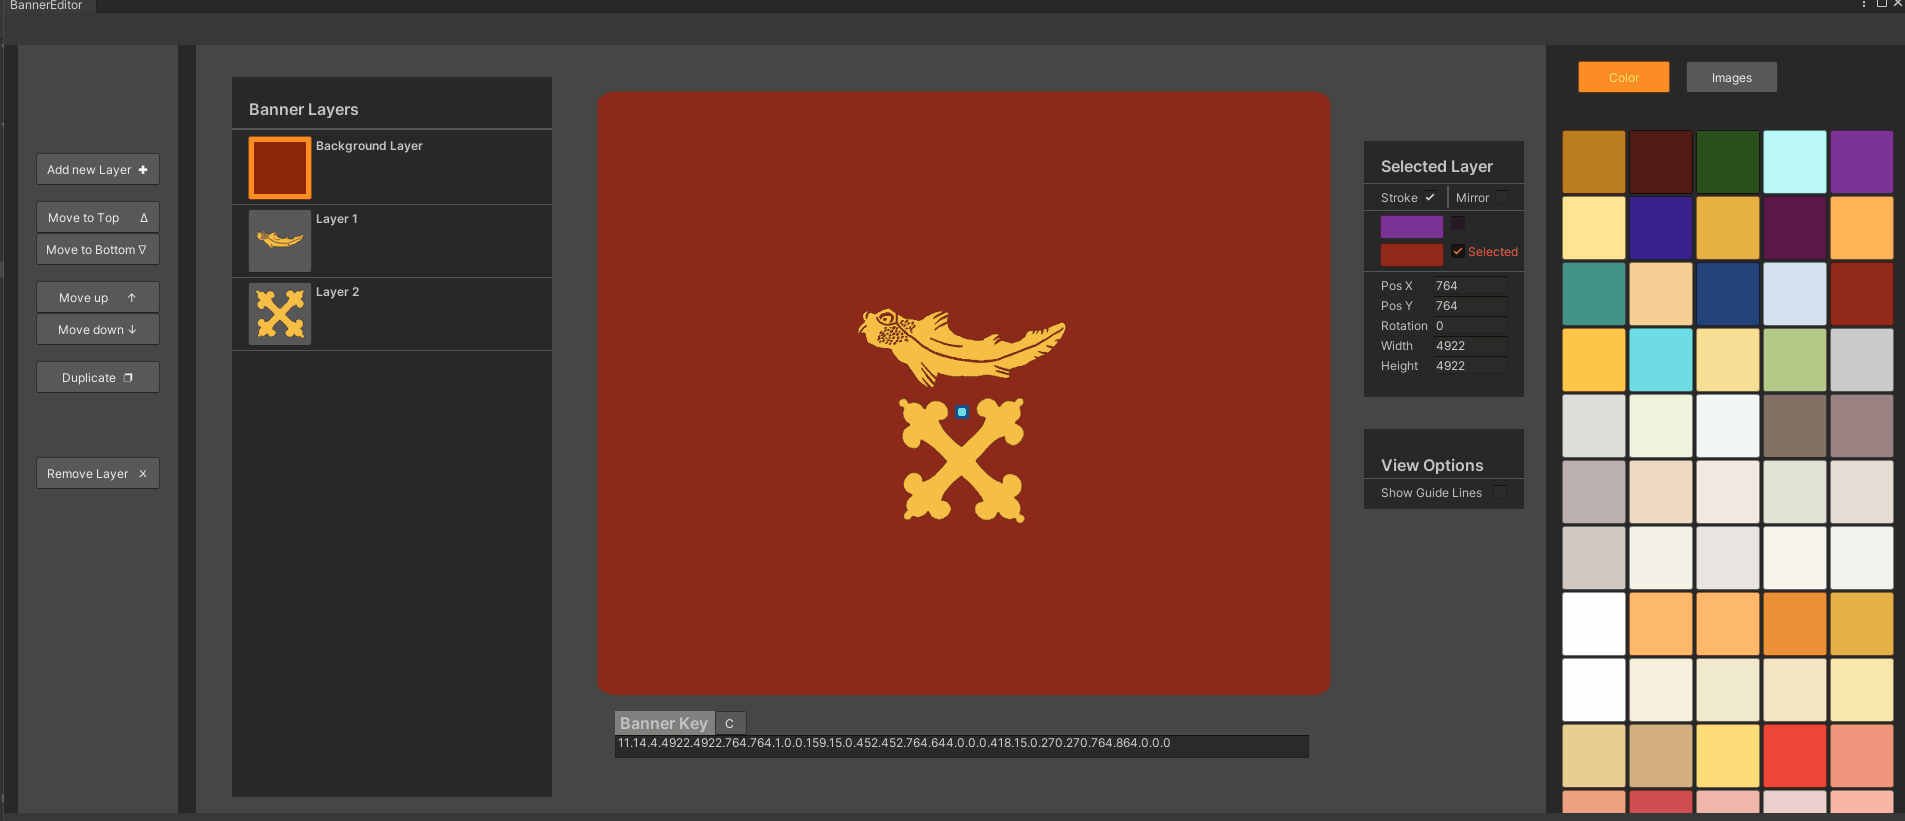 BannerEditor
Add new Layer
Move to Top
Move to Bottom
Move up
Move down
Duplicate
Remove Layer X
Banner Layers
Background Layer
Layer 1
Layer 2
Banner Key C
11.14.4.4922.4922.764.764.1.0.0.159.15.0.452.452.764.644.0.0.0.418.15.0.270.270.764.864.0.0.0
Selected Layer
Stroke Mirror
Selected
Pos X 764
Pos Y 764
Rotation 0
Width 4922
Height 4922
View Options
Show Guide Lines
Color Images